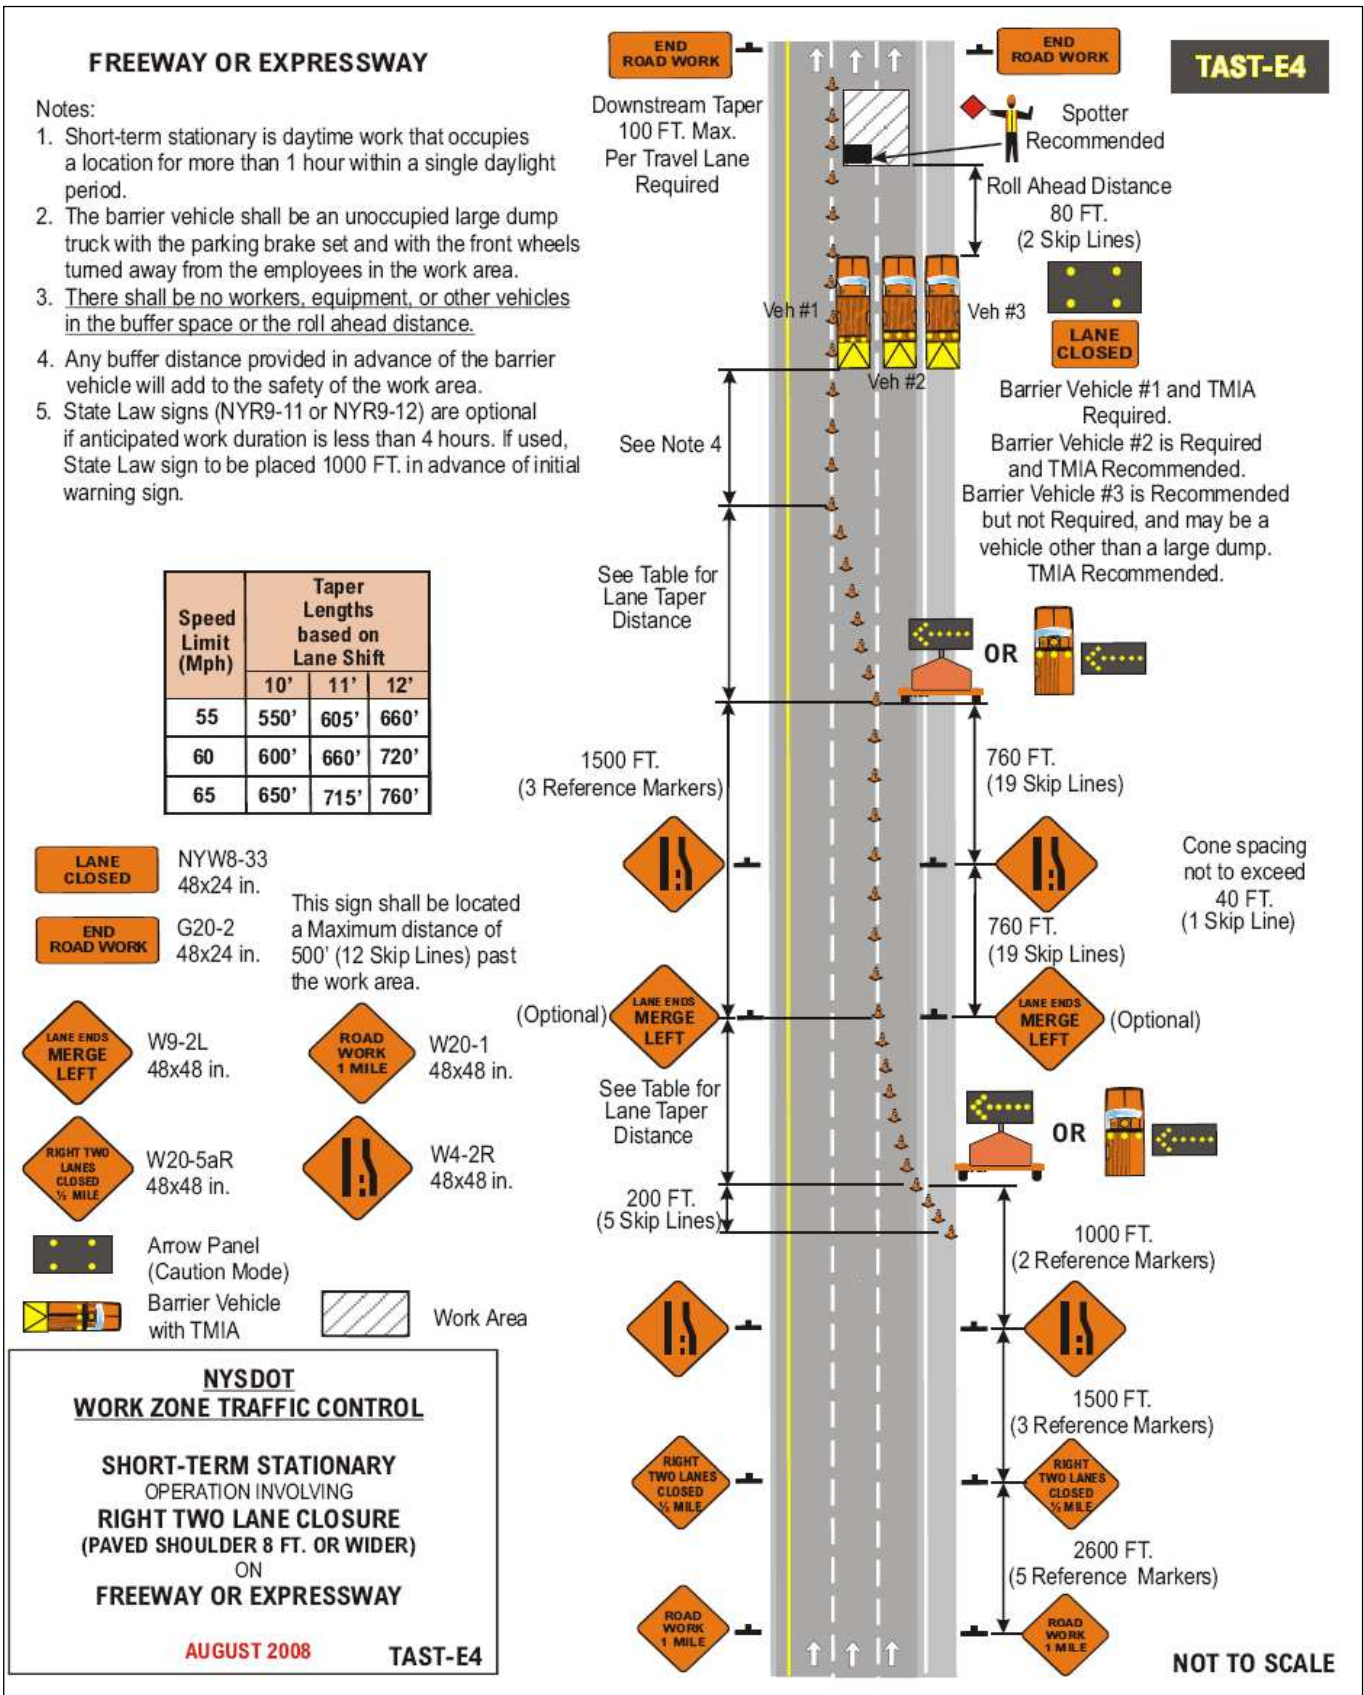 FREEWAY OR EXPRESSWAY
Notes:
1. Short-term stationary is daytime work that occupies
a location for more than 1 hour within a single daylight
period.
2. The barrier vehicle shall be an unoccupied large dump
truck with the parking brake set and with the front wheels
turned away from the employees in the work area.
3. There shall be no workers, equipment, or other vehicles
in the buffer space or the roll ahead distance.
4. Any buffer distance provided in advance of the barrier
vehicle will add to the safety of the work area.
5. State Law signs (NYR9-11 or NYR9-12) are optional
if anticipated work duration is less than 4 hours. If used,
State Law sign to be placed 1000 FT. in advance of initial
warning sign.
Speed
Limit
(Mph)
Taper
Lengths
based on
Lane Shift
10' 11' 12'
55 550' 605' 660'
60 600' 660' 720'
65 650' 715' 760'
LANE
CLOSED
NYW8-33
48x24 in.
END
ROAD WORK
G20-2
48x24 in.
This sign shall be located
a Maximum distance of
500' (12 Skip Lines) past
the work area.
LANE ENDS
MERGE
LEFT
W9-2L
48x48 in.
ROAD
WORK
1 MILE
W20-1
48x48 in.
RIGHT TWO
LANES
CLOSED
½ MILE
W20-5aR
48x48 in.
W4-2R
48x48 in.
Arrow Panel
(Caution Mode)
Barrier Vehicle
with TMIA
Work Area
NYSDOT
WORK ZONE TRAFFIC CONTROL
SHORT-TERM STATIONARY
OPERATION INVOLVING
RIGHT TWO LANE CLOSURE
(PAVED SHOULDER 8 FT. OR WIDER)
ON
FREEWAY OR EXPRESSWAY
AUGUST 2008
TAST-E4
END
ROAD WORK
END
ROAD WORK
TAST-E4
Downstream Taper
100 FT. Max.
Per Travel Lane
Required
Spotter
Recommended
Roll Ahead Distance
80 FT.
(2 Skip Lines)
Veh #1
Veh #2
Veh #3
LANE
CLOSED
Barrier Vehicle #1 and TMIA
Required.
Barrier Vehicle #2 is Required
and TMIA Recommended.
Barrier Vehicle #3 is Recommended
but not Required, and may be a
vehicle other than a large dump.
TMIA Recommended.
See Note 4
See Table for
Lane Taper
Distance
OR
1500 FT.
(3 Reference Markers)
760 FT.
(19 Skip Lines)
Cone spacing
not to exceed
40 FT.
(1 Skip Line)
760 FT.
(19 Skip Lines)
(Optional)
LANE ENDS
MERGE
LEFT
LANE ENDS
MERGE
LEFT
(Optional)
See Table for
Lane Taper
Distance
OR
200 FT.
(5 Skip Lines)
1000 FT.
(2 Reference Markers)
1500 FT.
(3 Reference Markers)
RIGHT
TWO LANES
CLOSED
½ MILE
RIGHT
TWO LANES
CLOSED
½ MILE
2600 FT.
(5 Reference Markers)
ROAD
WORK
1 MILE
ROAD
WORK
1 MILE
NOT TO SCALE